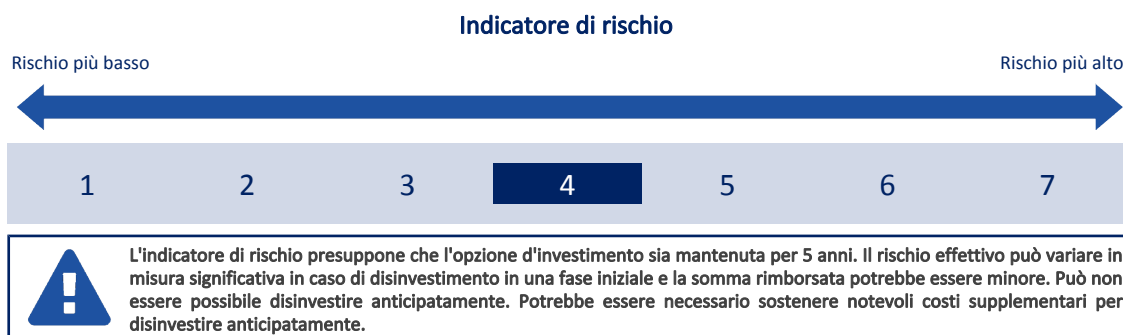 Indicatore di rischio
Rischio più basso
Rischio più alto
1 2 3 4 5 6 7
L'indicatore di rischio presuppone che l'opzione d'investimento sia mantenuta per 5 anni. Il rischio effettivo può variare in
misura significativa in caso di disinvestimento in una fase iniziale e la somma rimborsata potrebbe essere minore. Può non
essere possibile disinvestire anticipatamente. Potrebbe essere necessario sostenere notevoli costi supplementari per
disinvestire anticipatamente.